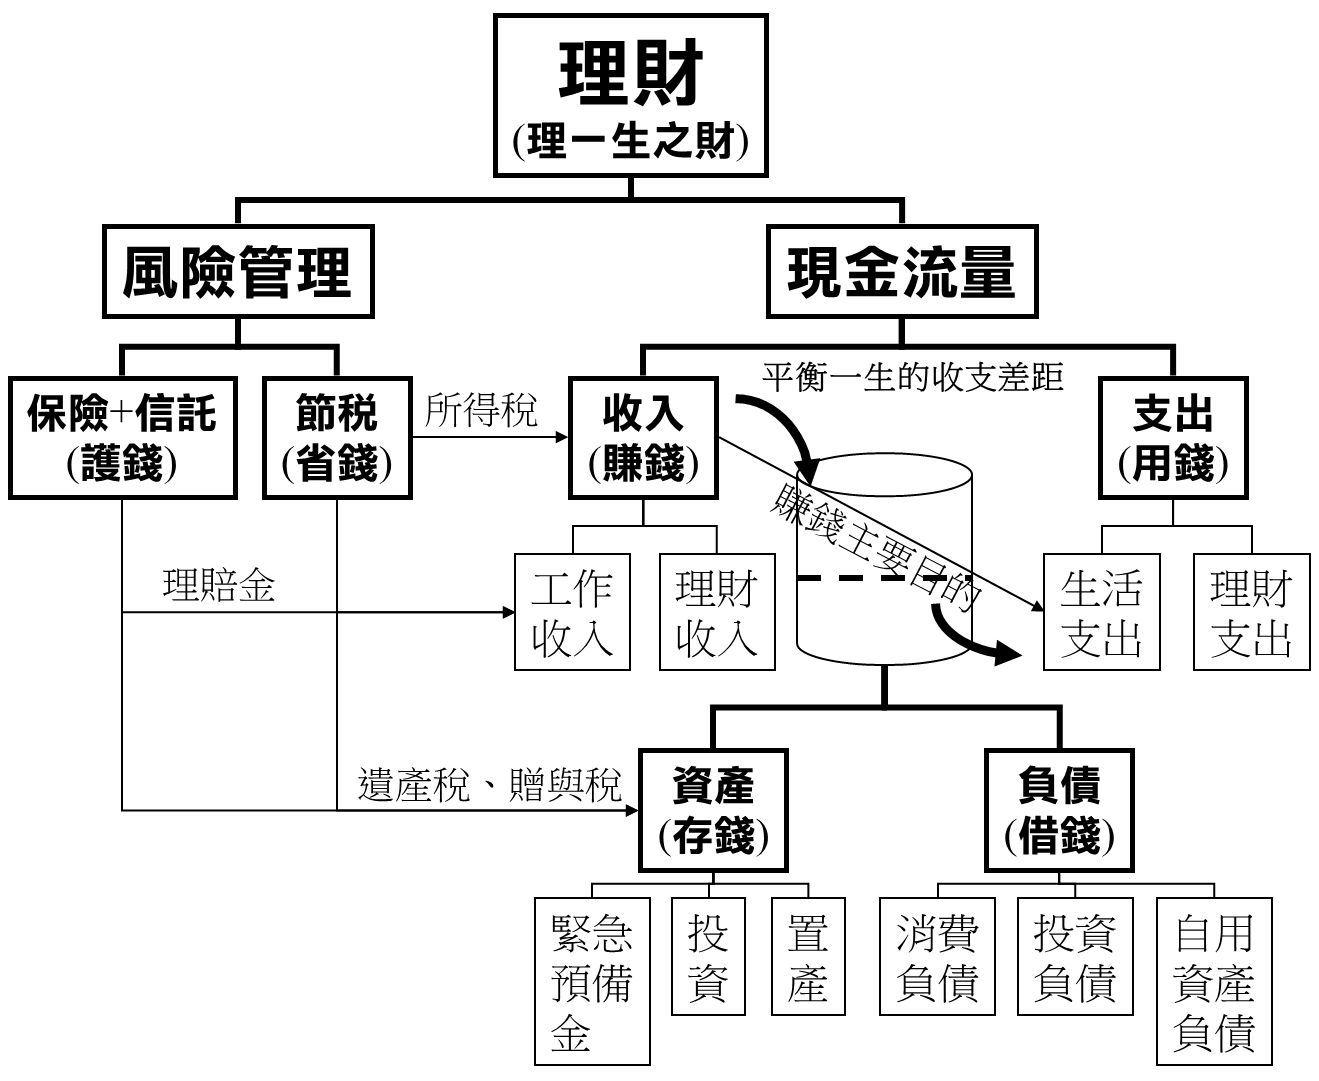 理財
(理一生之財)
風險管理
現金流量
平衡一生的收支差距
保險+信託
(護錢)
節稅
(省錢)
所得稅
收入
(賺錢)
支出
(用錢)
賺錢主要目的
理賠金
工作
收入
理財
收入
生活
支出
理財
支出
遺產稅、贈與稅
資產
(存錢)
負債
(借錢)
緊急
預備
金
投
資
置
產
消費
負債
投資
負債
自用
資產
負債